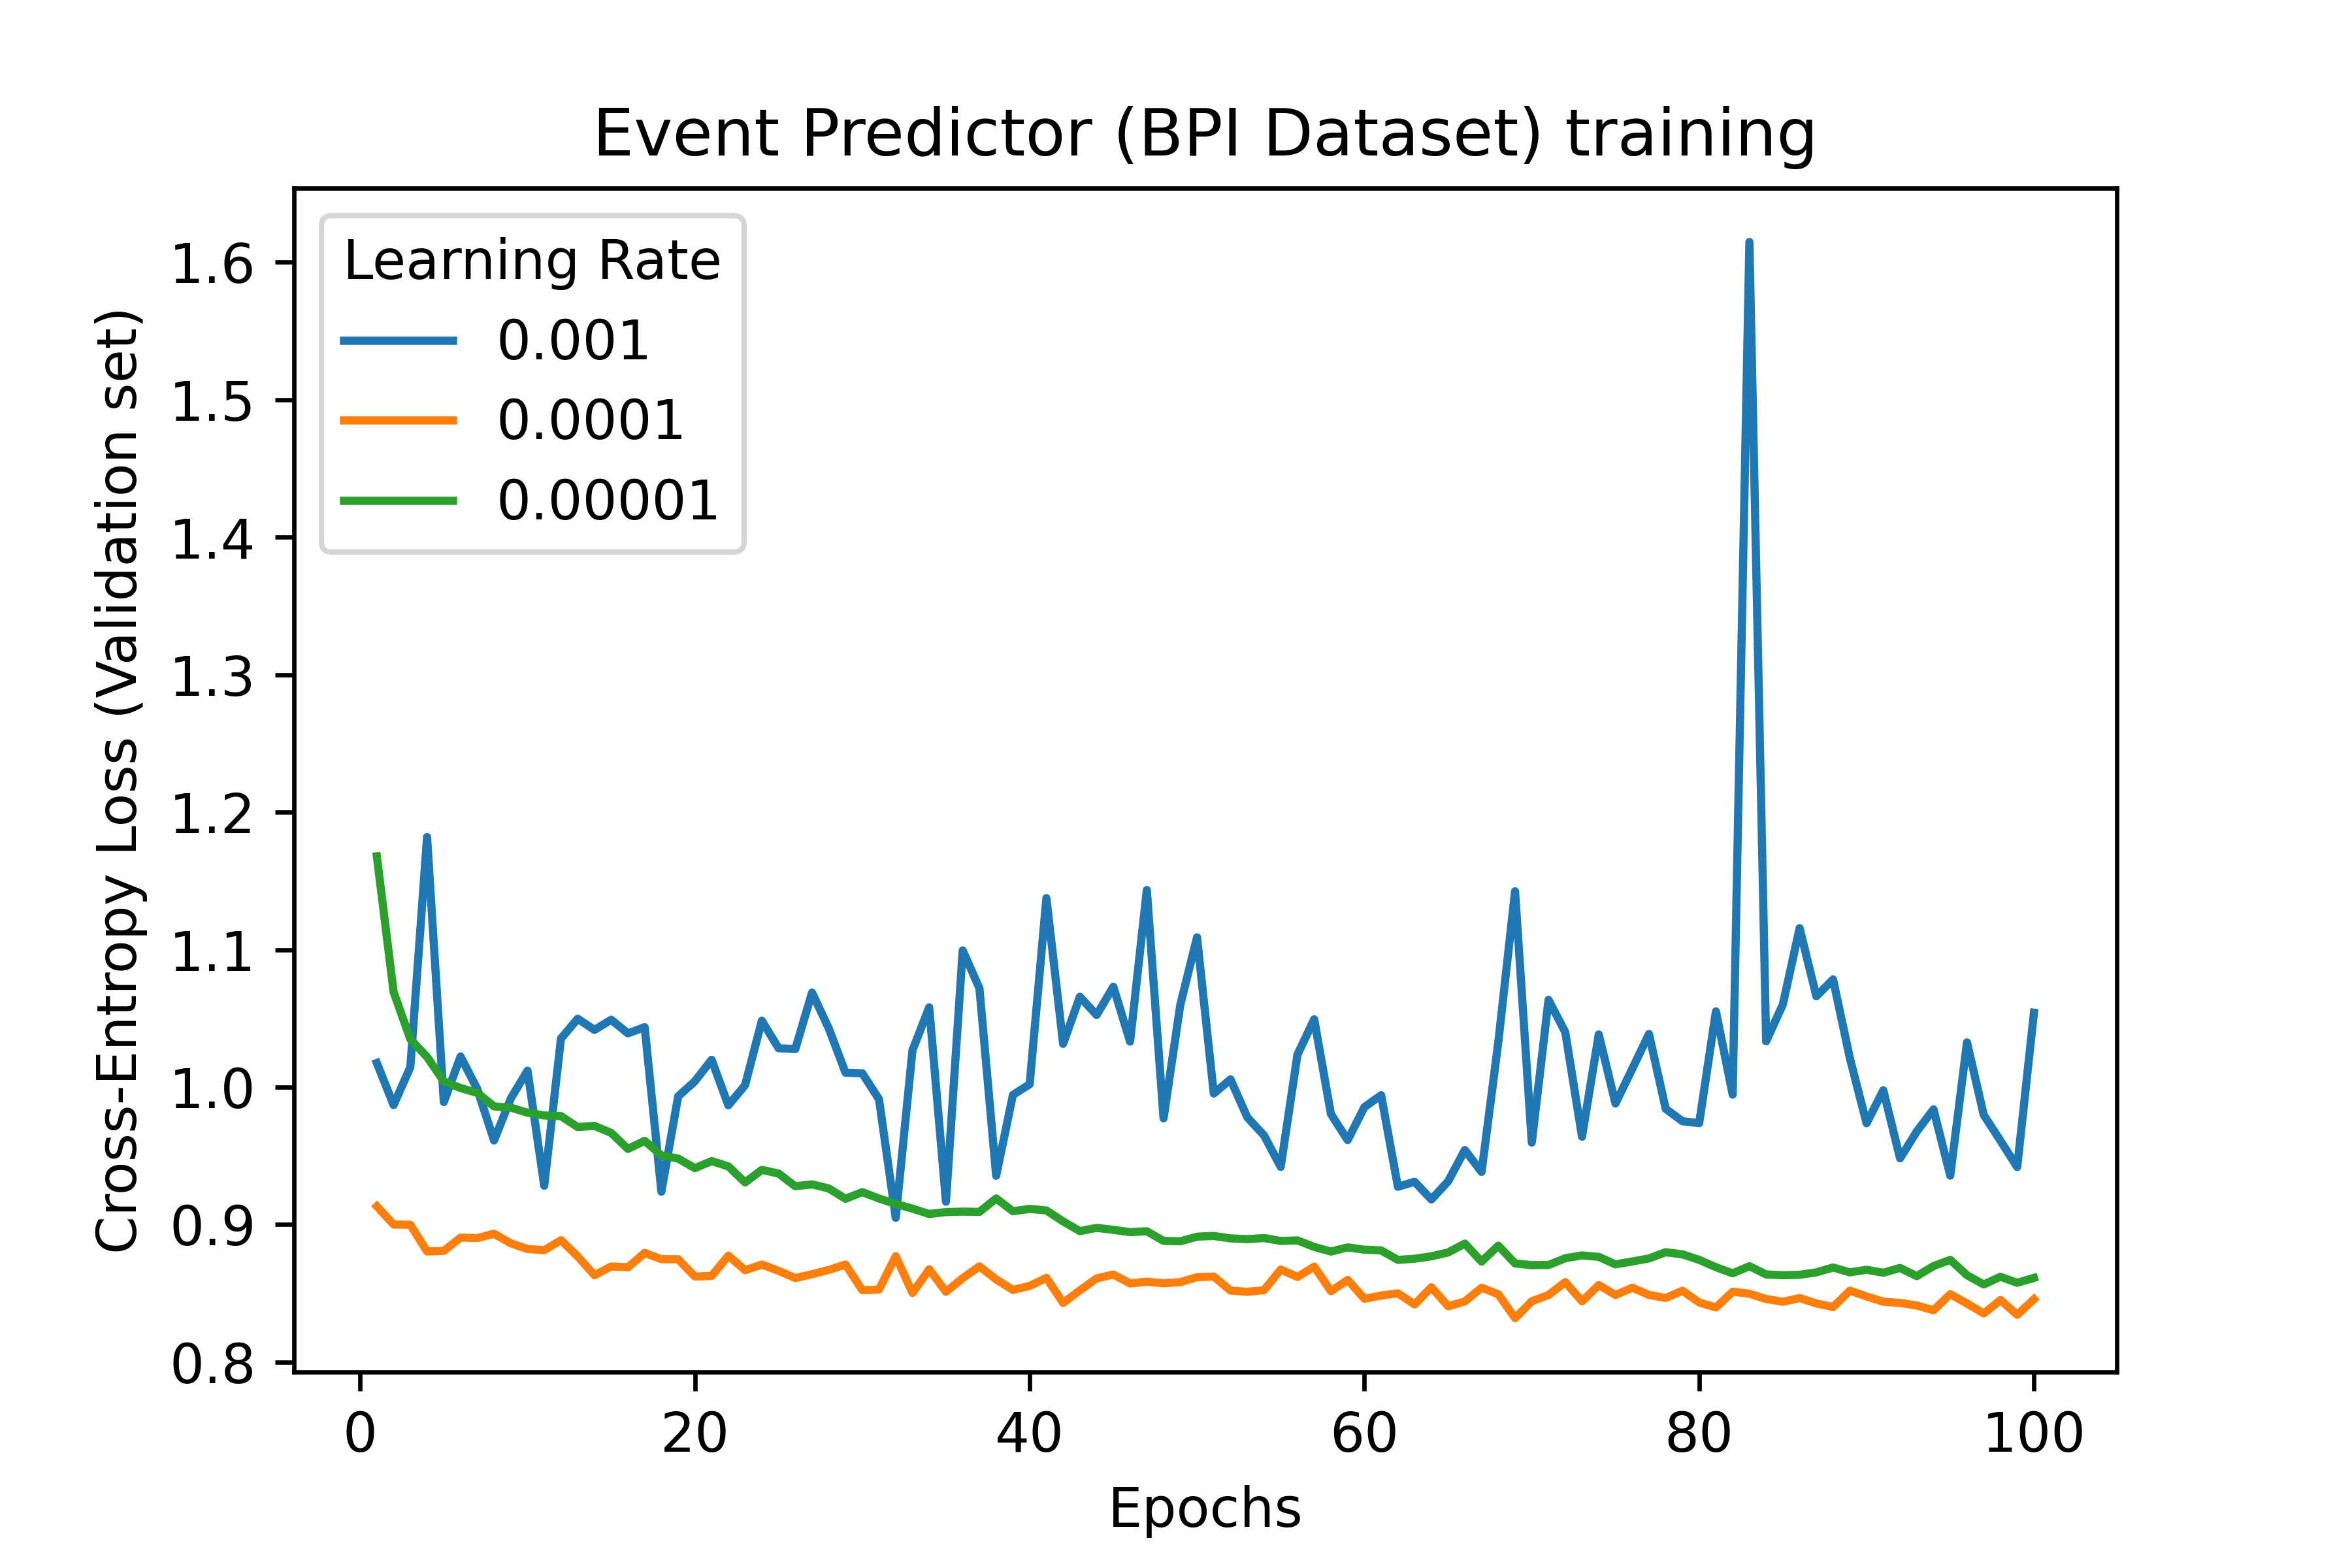 Event Predictor (BPI Dataset) training
Cross-Entropy Loss (Validation set)
1.6
1.5
1.4
1.3
1.2
1.1
1.0
0.9
0.8
Learning Rate
0.001
0.0001
0.00001
0 20 40 60 80 100
Epochs